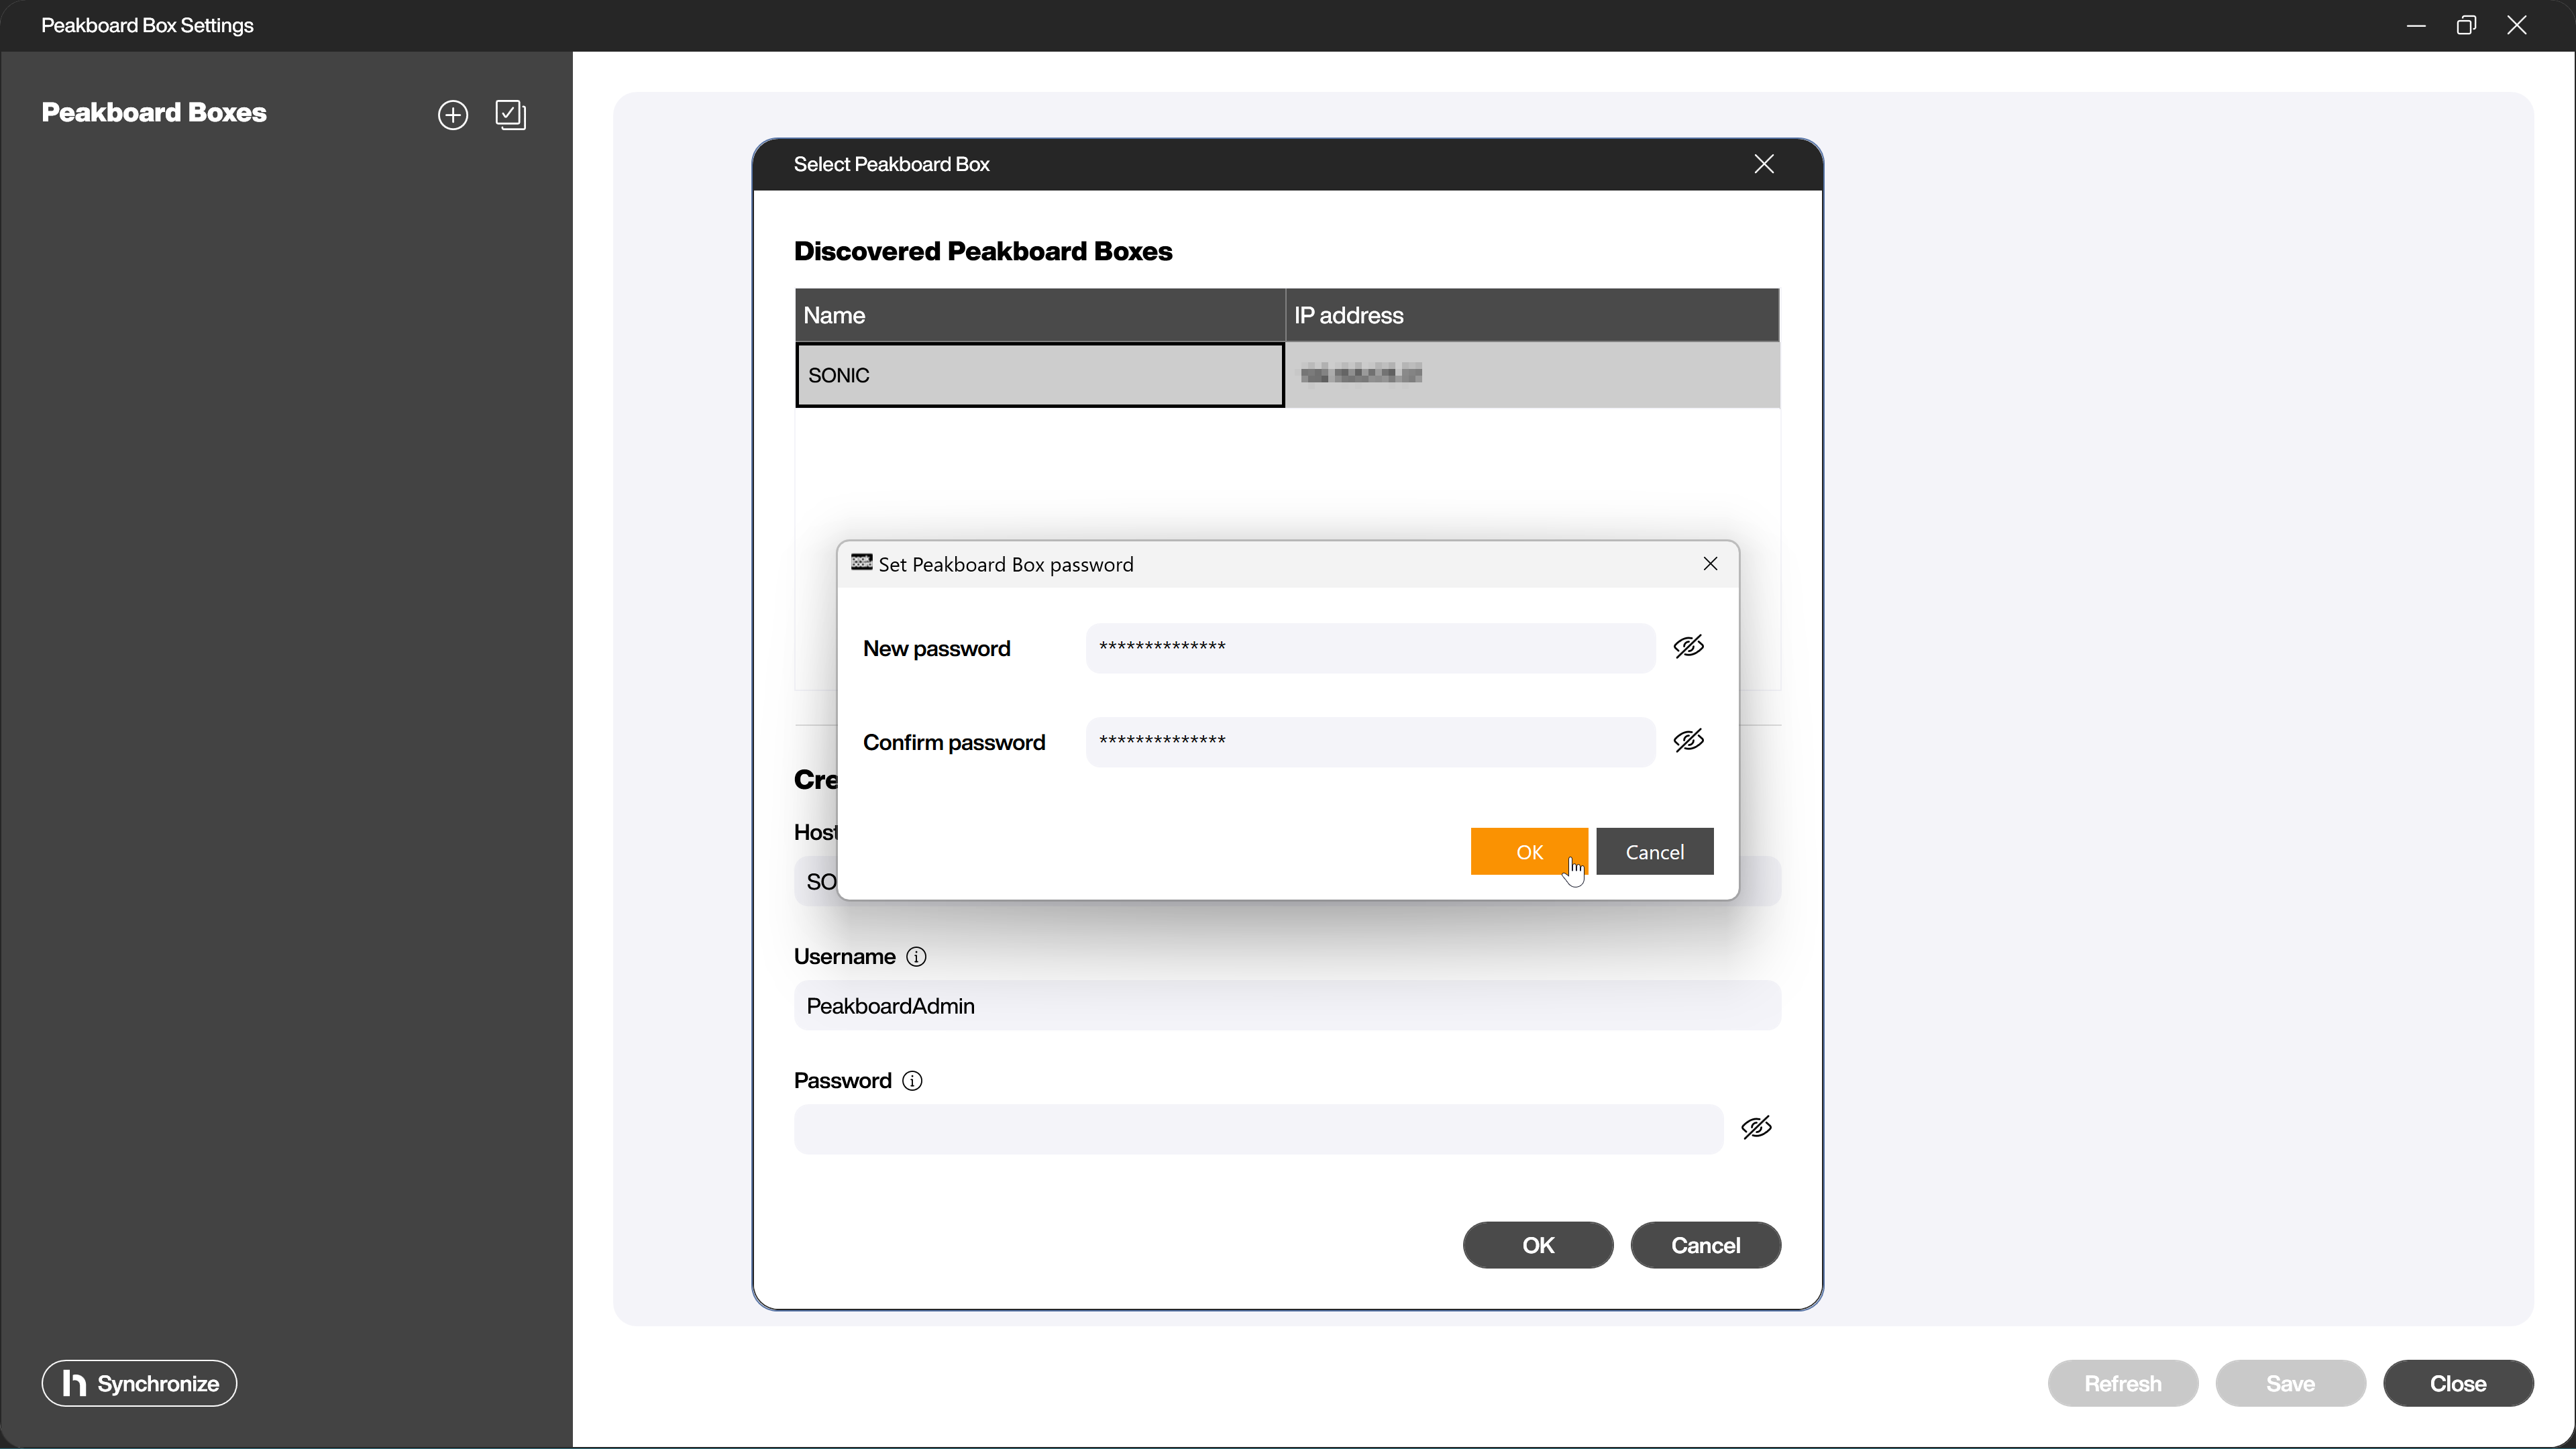 Peakboard Box Settings
Peakboard Boxes
Select Peakboard Box
Discovered Peakboard Boxes
Name IP address
SONIC
Set Peakboard Box password
New password **************
Confirm password **************
OK Cancel
Cre
Host
SO
Username
PeakboardAdmin
Password
OK Cancel
Synchronize
Refresh Save Close